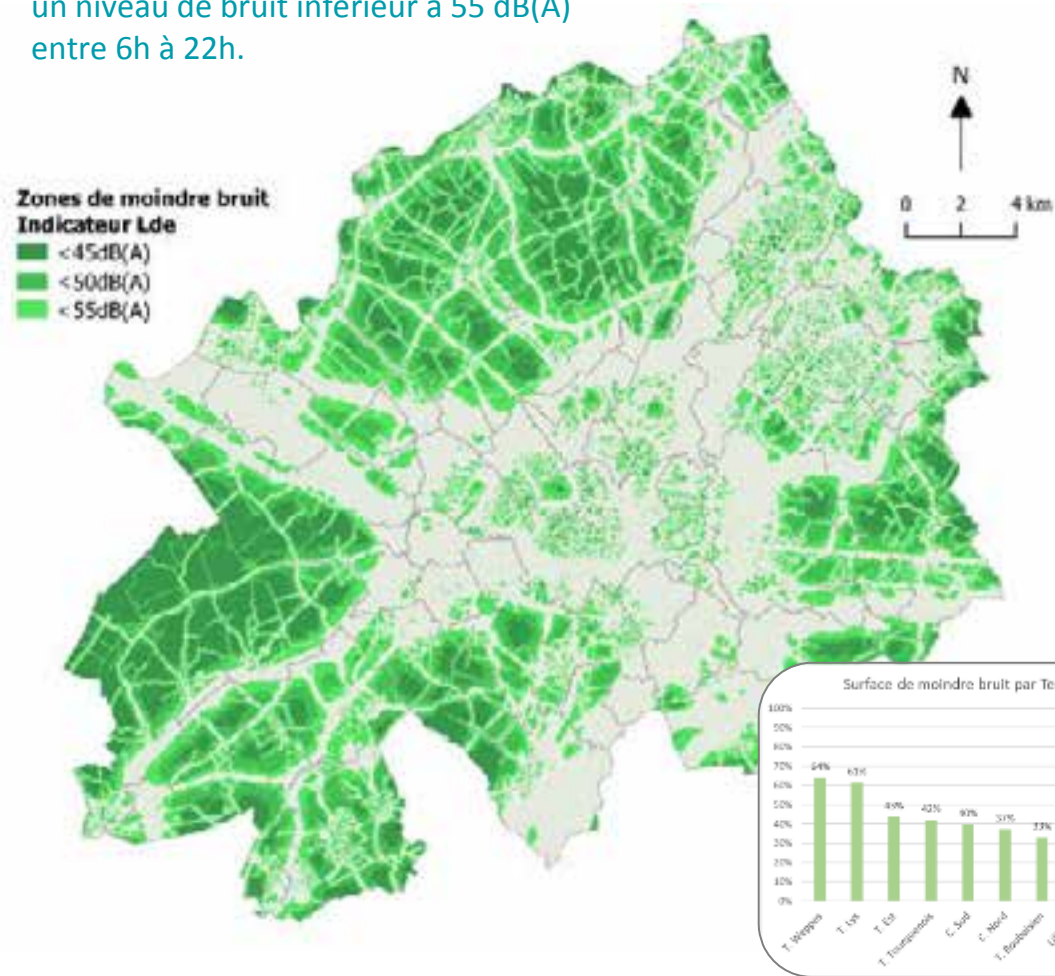 un niveau de bruit inférieur à 55 dB(A)
entre 6h à 22h.
N
0 2 4 km
Zones de moindre bruit
Indicateur Lde
<45dB(A)
<50dB(A)
<55dB(A)
Surface de moindre bruit par Te
100%
90%
80%
70%
60%
50%
40%
30%
20%
10%
0%
64%
61%
42%
40%
37%
33%
T. Weppes
T. Lys
T. Est
T. Tourquennois
C. Sud
C. Nord
T. Roubaisien